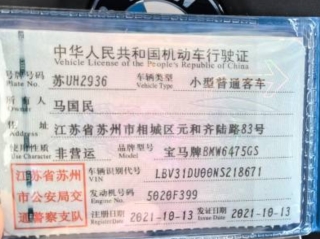 中华人民共和国机动车行驶证
Vehicle License of the People's Republic of China
号牌号码 Plate No. 苏UH2936 车辆类型 Vehicle Type 小型普通客车
所有人 马国民
住址 江苏省苏州市相城区元和齐陆路83号
使用性质 Use Character 非营运 品牌型号 Model 宝马牌BMW6475GS
江苏省苏州市公安局交通警察支队
车辆识别代号 VIN LBV31DU00NS218671
发动机号码 5020F399
注册日期 2021-10-13 发证日期 Issue Date 2021-10-13